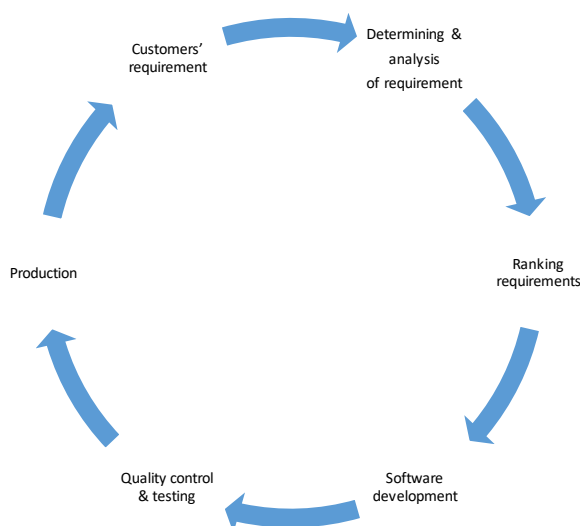 Customers’
requirement
Determining &
analysis
of requirement
Ranking
requirements
Software
development
Quality control
& testing
Production